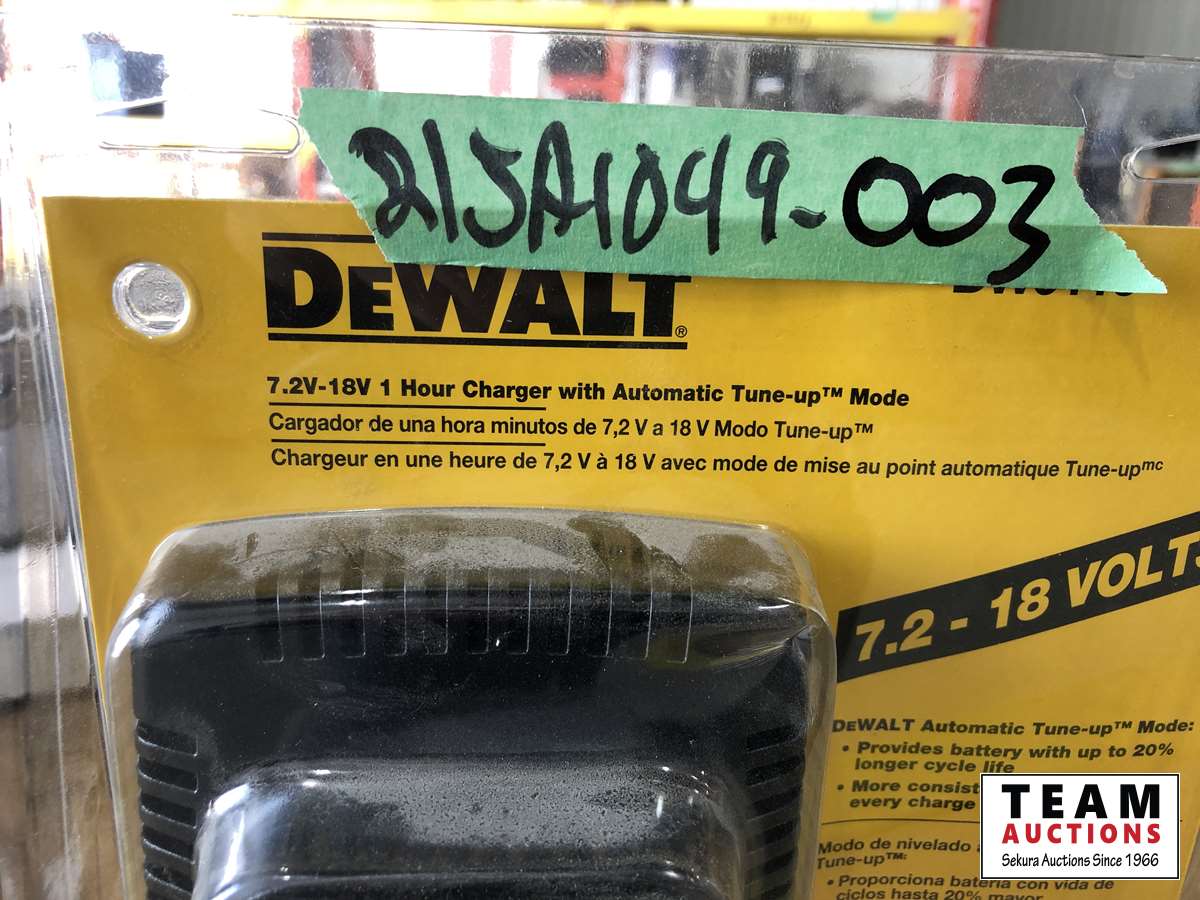 21JA1049-003
DEWALT®
7.2V-18V 1 Hour Charger with Automatic Tune-up™ Mode
Cargador de una hora minutos de 7,2 V a 18 V Modo Tune-up™
Chargeur en une heure de 7,2 V à 18 V avec mode de mise au point automatique Tune-upᵐᶜ
7.2 - 18 VOLTS
DEWALT Automatic Tune-up™ Mode:
• Provides battery with up to 20%
longer cycle life
• More consist
every charge
Modo de nivelado
Tune-up™:
• Proporciona batería con vida de
ciclos hasta 20% mayor
TEAM
AUCTIONS
Sekura Auctions Since 1966